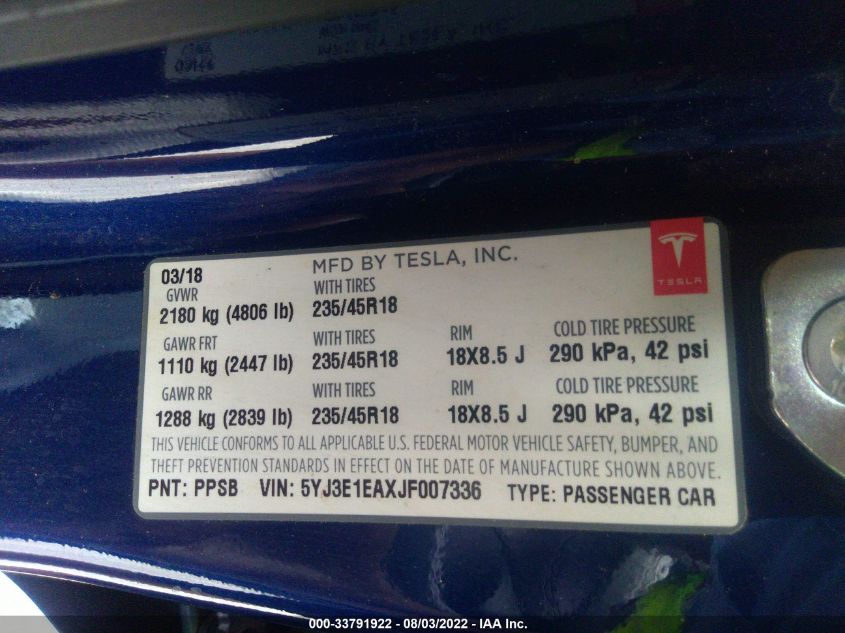 MFD BY TESLA, INC.
TESLA
03/18
GVWR
2180 kg (4806 lb)
WITH TIRES
235/45R18
GAWR FRT
1110 kg (2447 lb)
WITH TIRES
235/45R18
RIM
18X8.5 J
COLD TIRE PRESSURE
290 kPa, 42 psi
GAWR RR
1288 kg (2839 lb)
WITH TIRES
235/45R18
RIM
18X8.5 J
COLD TIRE PRESSURE
290 kPa, 42 psi
THIS VEHICLE CONFORMS TO ALL APPLICABLE U.S. FEDERAL MOTOR VEHICLE SAFETY, BUMPER, AND
THEFT PREVENTION STANDARDS IN EFFECT ON THE DATE OF MANUFACTURE SHOWN ABOVE.
PNT: PPSB VIN: 5YJ3E1EAXJF007336 TYPE: PASSENGER CAR
000-33791922 - 08/03/2022 - IAA Inc.